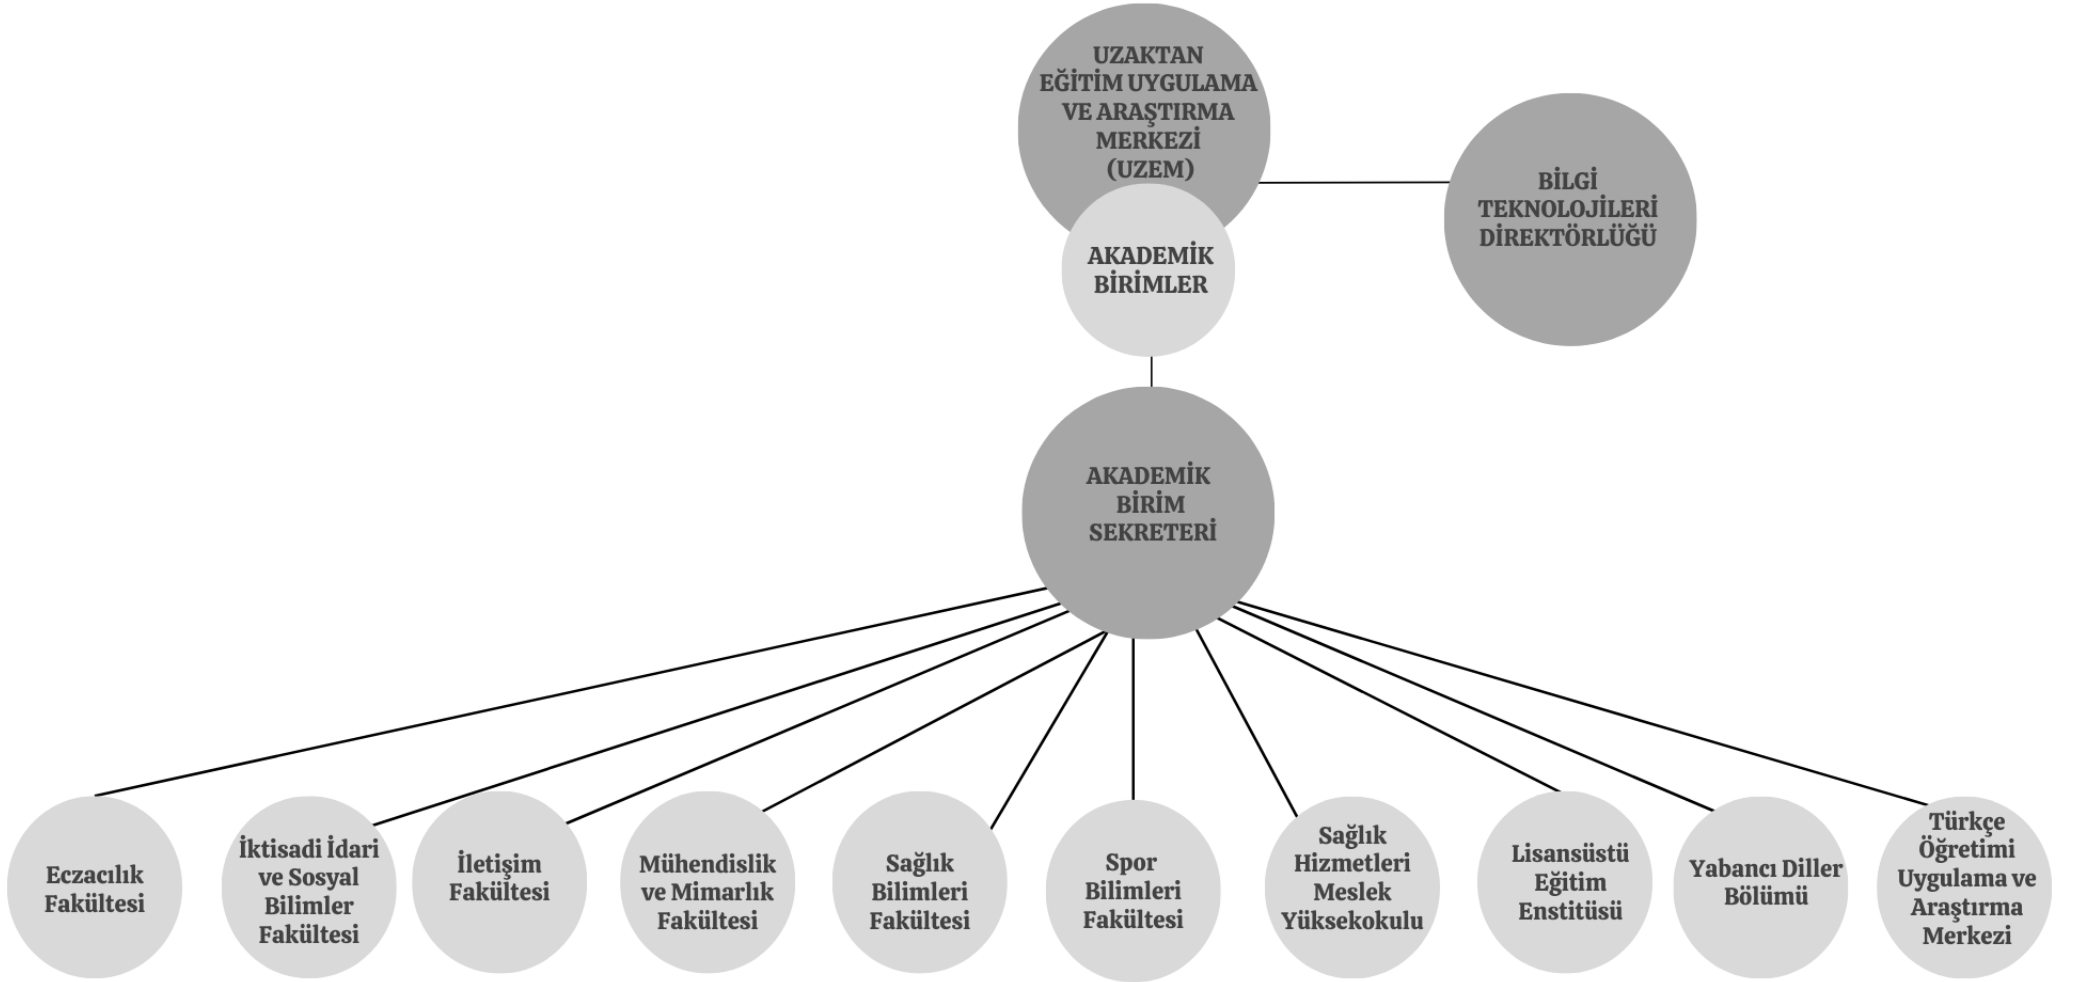 UZAKTAN
EĞİTİM UYGULAMA
VE ARAŞTIRMA
MERKEZİ
(UZEM)
BİLGİ
TEKNOLOJİLERİ
DİREKTÖRLÜĞÜ
AKADEMİK
BİRİMLER
AKADEMİK
BİRİM
SEKRETERİ
Eczacılık
Fakültesi
İktisadi İdari
ve Sosyal
Bilimler
Fakültesi
İletişim
Fakültesi
Mühendislik
ve Mimarlık
Fakültesi
Sağlık
Bilimleri
Fakültesi
Spor
Bilimleri
Fakültesi
Sağlık
Hizmetleri
Meslek
Yüksekokulu
Lisansüstü
Eğitim
Enstitüsü
Yabancı Diller
Bölümü
Türkçe
Öğretimi
Uygulama ve
Araştırma
Merkezi